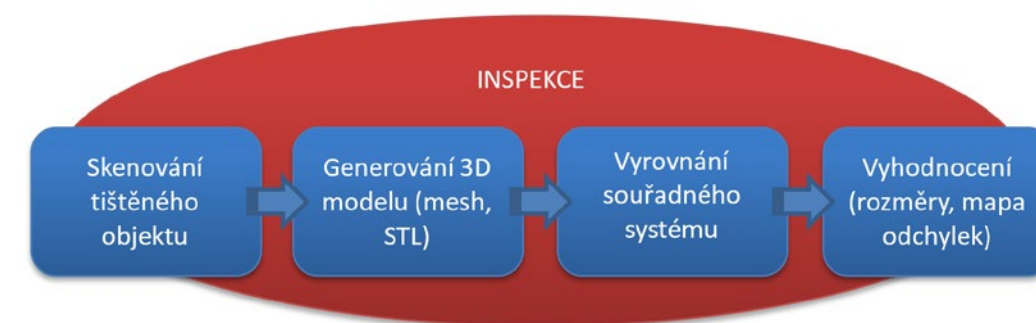 INSPEKCE
Skenování
tištěného
objektu
Generování 3D
modelu (mesh,
STL)
Vyrovnání
souřadného
systému
Vyhodnocení
(rozměry, mapa
odchylek)